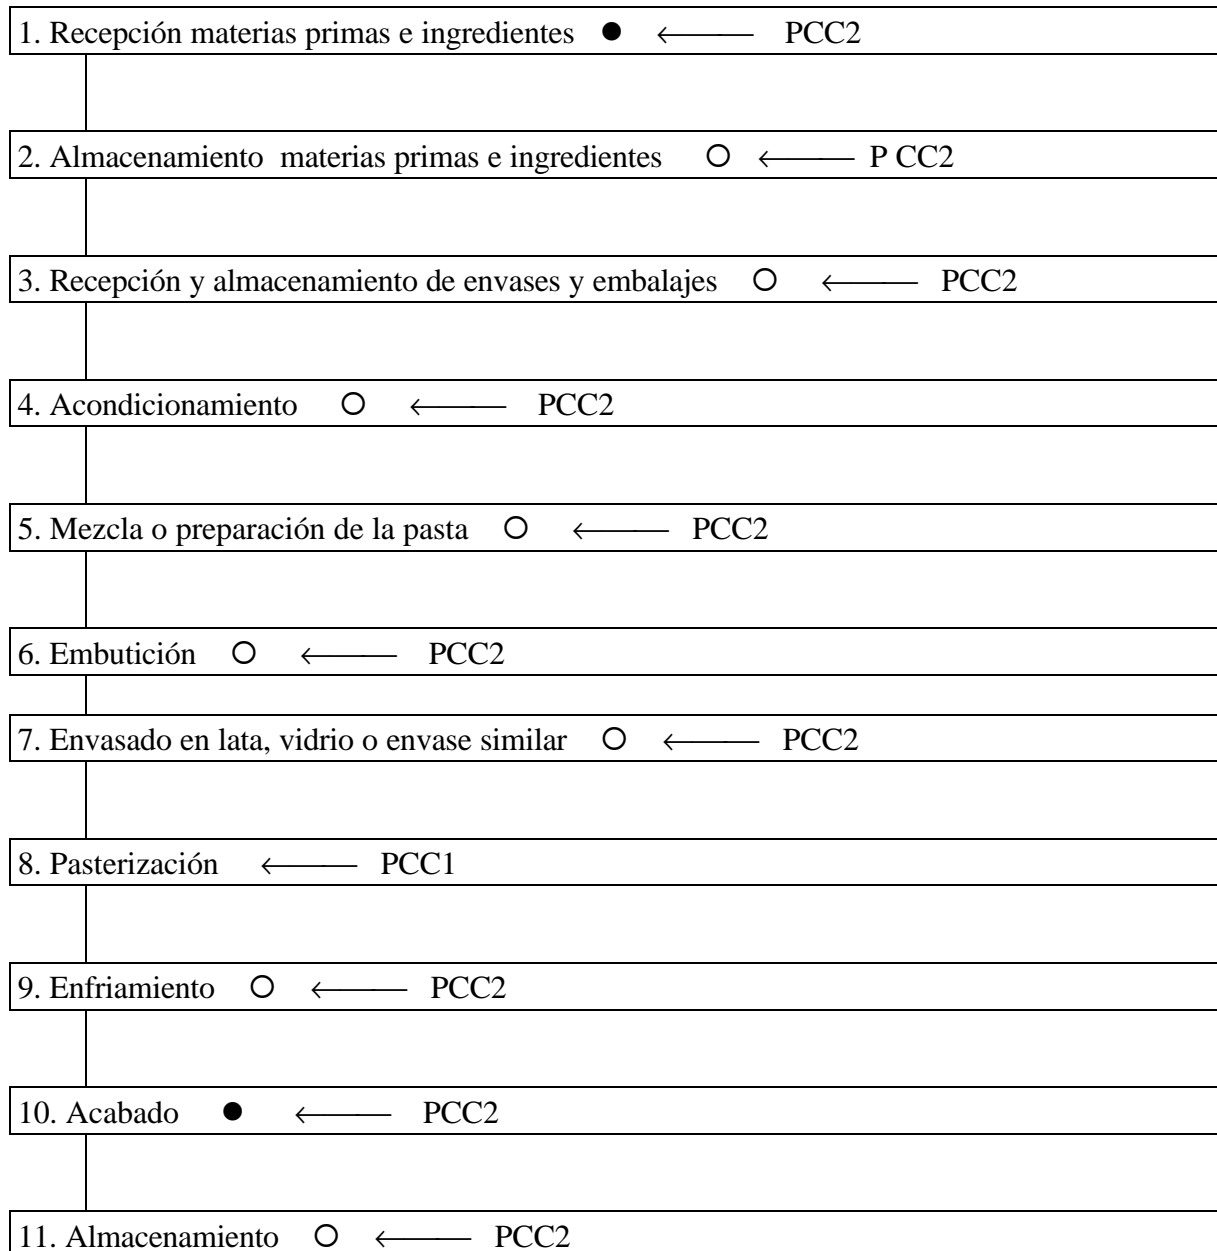 1. Recepción materias primas e ingredientes ● ← PCC2
2. Almacenamiento materias primas e ingredientes ○ ← P CC2
3. Recepción y almacenamiento de envases y embalajes ○ ← PCC2
4. Acondicionamiento ○ ← PCC2
5. Mezcla o preparación de la pasta ○ ← PCC2
6. Embutición ○ ← PCC2
7. Envasado en lata, vidrio o envase similar ○ ← PCC2
8. Pasterización ← PCC1
9. Enfriamiento ○ ← PCC2
10. Acabado ● ← PCC2
11. Almacenamiento ○ ← PCC2